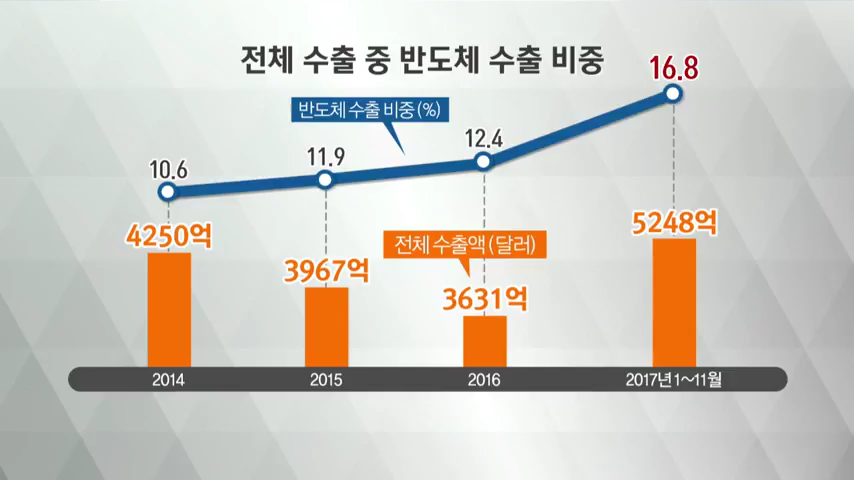 전체 수출 중 반도체 수출 비중
16.8
반도체 수출 비중(%)
12.4
11.9
10.6
5248억
4250억
전체 수출액(달러)
3967억
3631억
2014
2015
2016
2017년 1~11월